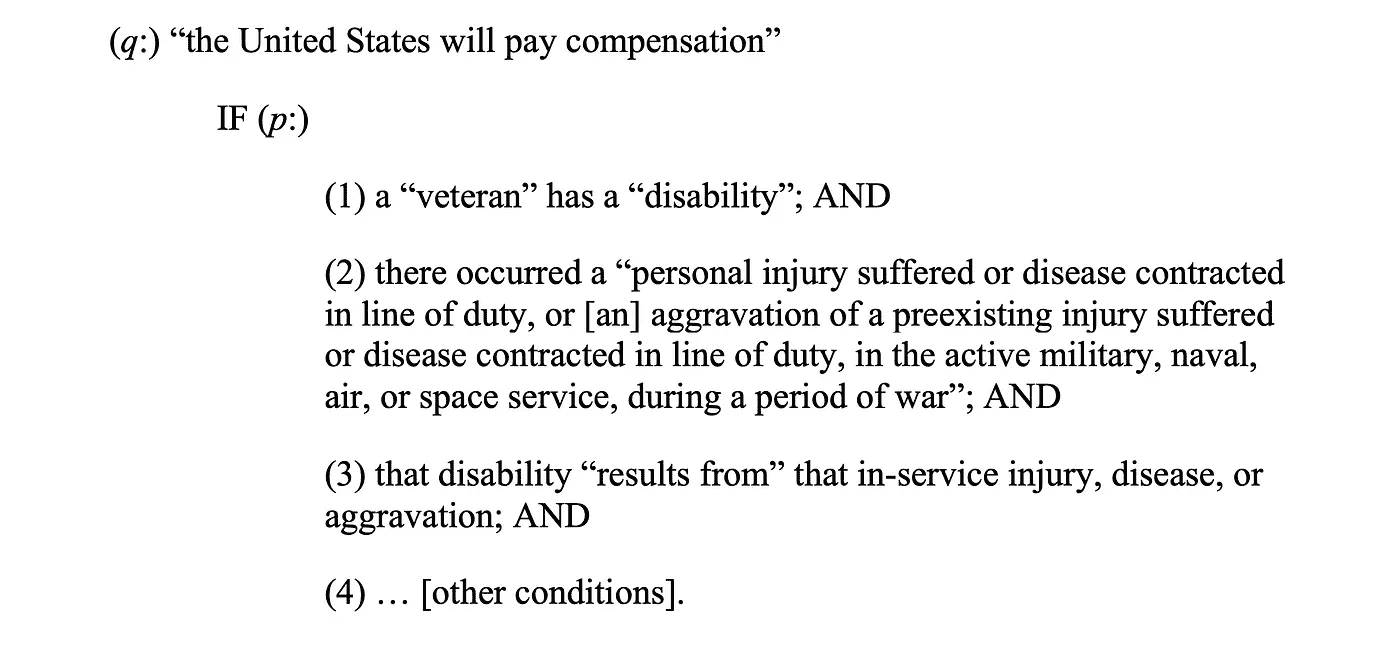 (q:) “the United States will pay compensation”
IF (p:)
(1) a “veteran” has a “disability”; AND
(2) there occurred a “personal injury suffered or disease contracted
in line of duty, or [an] aggravation of a preexisting injury suffered
or disease contracted in line of duty, in the active military, naval,
air, or space service, during a period of war”; AND
(3) that disability “results from” that in-service injury, disease, or
aggravation; AND
(4) … [other conditions].